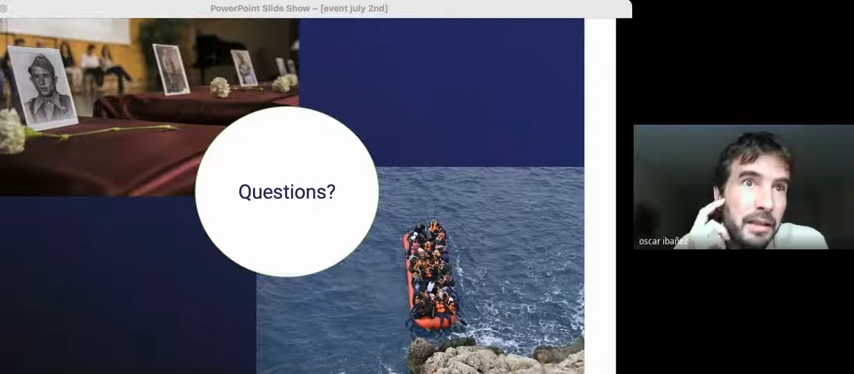 PowerPoint Slide Show – [event july 2nd]
Questions?
oscar ibañez